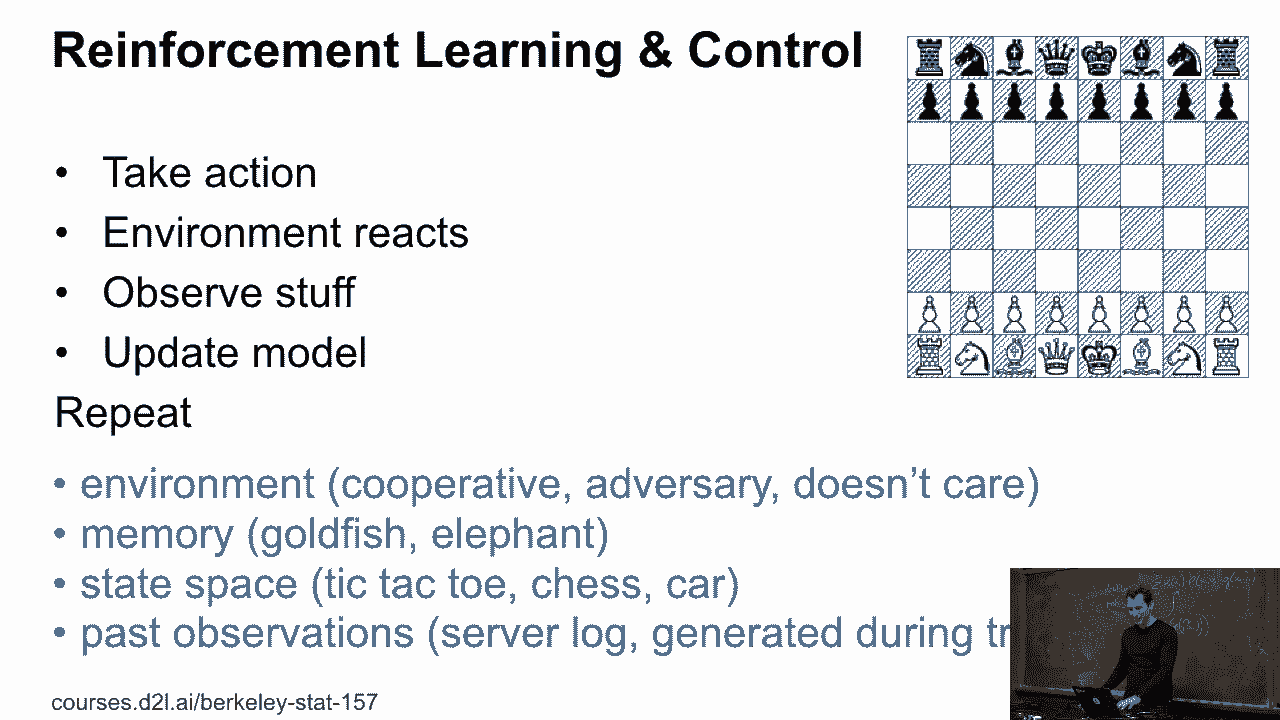 Reinforcement Learning & Control
• Take action
• Environment reacts
• Observe stuff
• Update model
Repeat
• environment (cooperative, adversary, doesn’t care)
• memory (goldfish, elephant)
• state space (tic tac toe, chess, car)
• past observations (server log, generated during
courses.d2l.ai/berkeley-stat-157